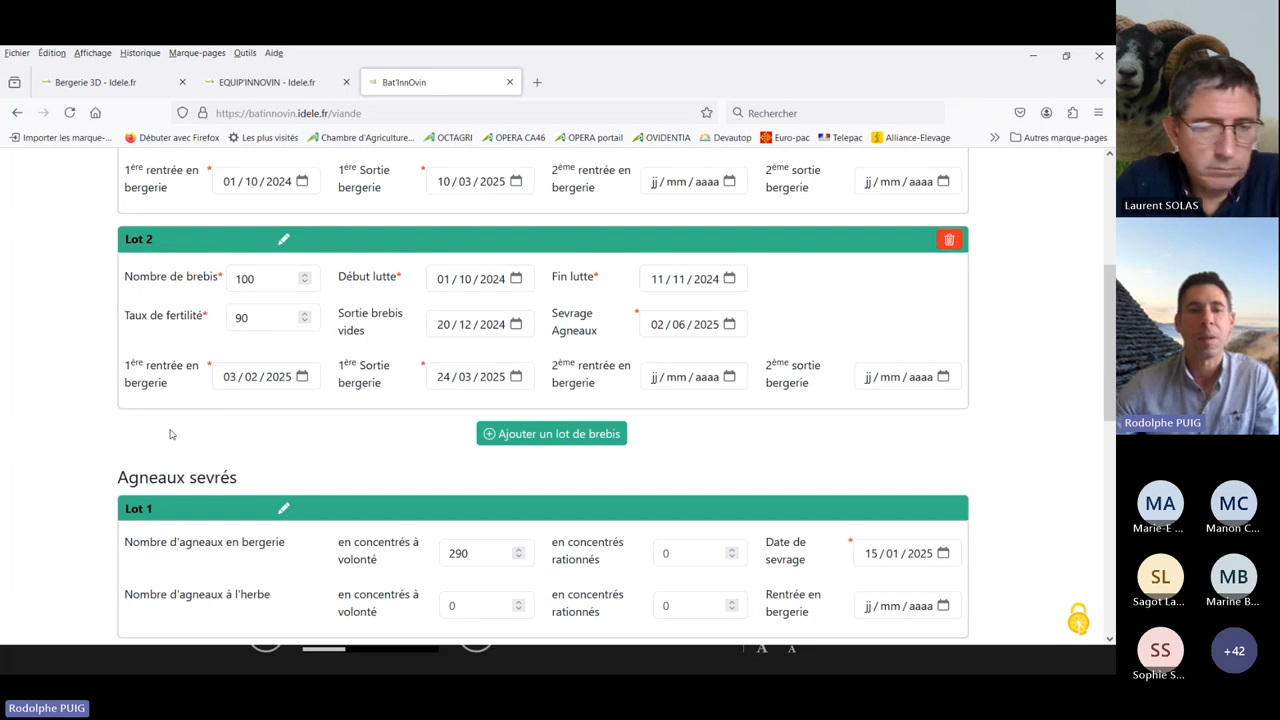 Fichier Édition Affichage Historique Marque-pages Outils Aide
Bergerie 3D - Idele.fr EQUIP'INNOVIN - Idele.fr Bat'InnOvin
https://batinnovin.idele.fr/viande Rechercher
Importer les marque-... Débuter avec Firefox Les plus visités Chambre d'Agriculture... OCTAGRI OPERA CA46 OPERA portail OVIDENTIA Devautop Euro-pac Telepac Alliance-Elevage Autres marque-pages
1ère rentrée en bergerie * 01/10/2024 1ère Sortie bergerie * 10/03/2025 2ème rentrée en bergerie jj/mm/aaaa 2ème sortie bergerie jj/mm/aaaa
Lot 2
Nombre de brebis* 100 Début lutte* 01/10/2024 Fin lutte* 11/11/2024
Taux de fertilité* 90 Sortie brebis vides 20/12/2024 Sevrage Agneaux * 02/06/2025
1ère rentrée en bergerie * 03/02/2025 1ère Sortie bergerie * 24/03/2025 2ème rentrée en bergerie jj/mm/aaaa 2ème sortie bergerie jj/mm/aaaa
Ajouter un lot de brebis
Agneaux sevrés
Lot 1
Nombre d'agneaux en bergerie en concentrés à volonté 290 en concentrés rationnés 0 Date de sevrage * 15/01/2025
Nombre d'agneaux à l'herbe en concentrés à volonté 0 en concentrés rationnés 0 Rentrée en bergerie jj/mm/aaaa
A A
Rodolphe PUIG
Laurent SOLAS
Rodolphe PUIG
MA MC
Marie-E ... Manon C...
SL MB
Sagot La... Marine B...
SS +42
Sophie S...